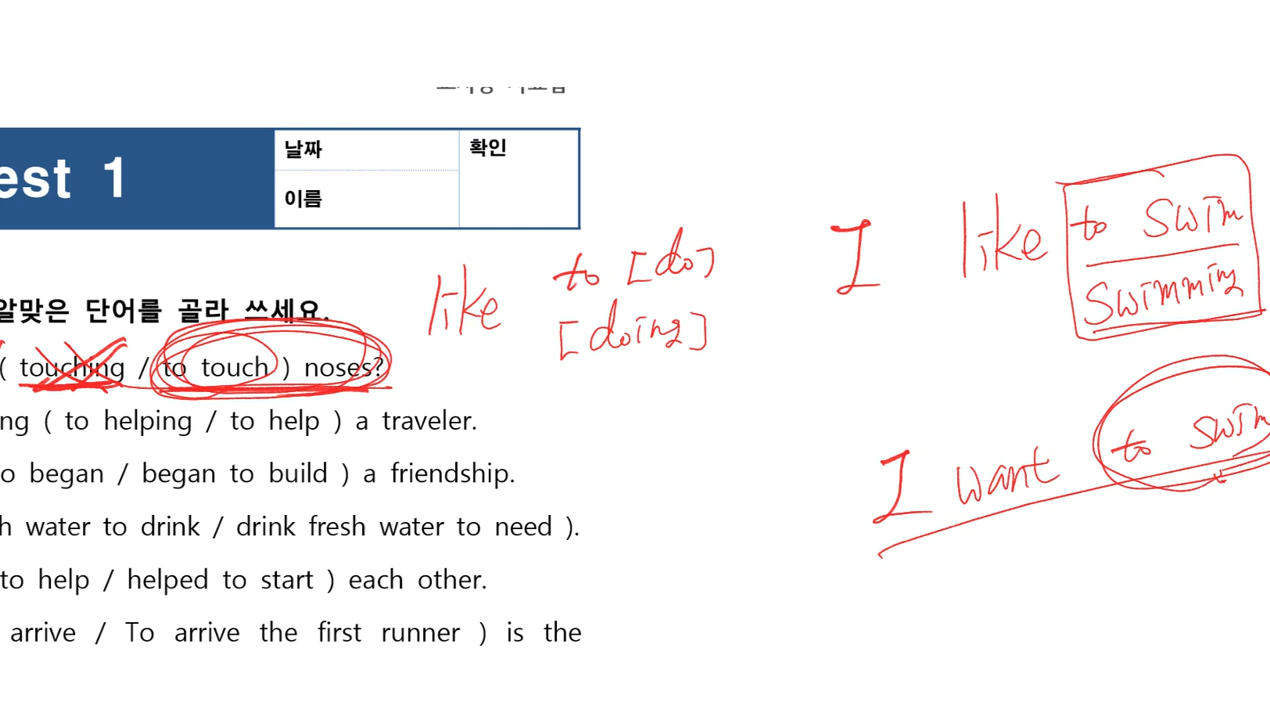 est 1
날짜
확인
이름
알맞은 단어를 골라 쓰세요.
( touching / to touch ) noses?
ng ( to helping / to help ) a traveler.
o began / began to build ) a friendship.
h water to drink / drink fresh water to need ).
to help / helped to start ) each other.
arrive / To arrive the first runner ) is the
like to [do]
[doing]
I like to swim
swimming
I want to swim